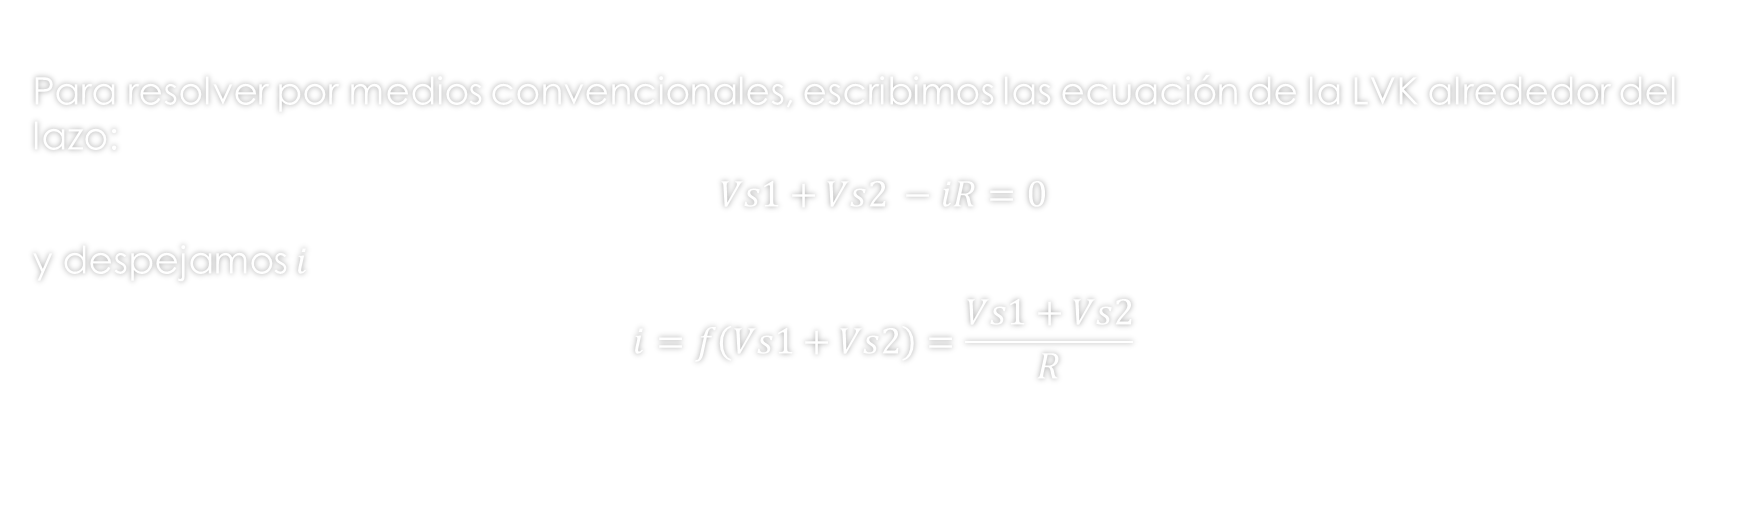 Para resolver por medios convencionales, escribimos las ecuación de la LVK alrededor del
lazo:
Vs1 + Vs2 − iR = 0
y despejamos i
i = f(Vs1 + Vs2) = \frac{Vs1 + Vs2}{R}